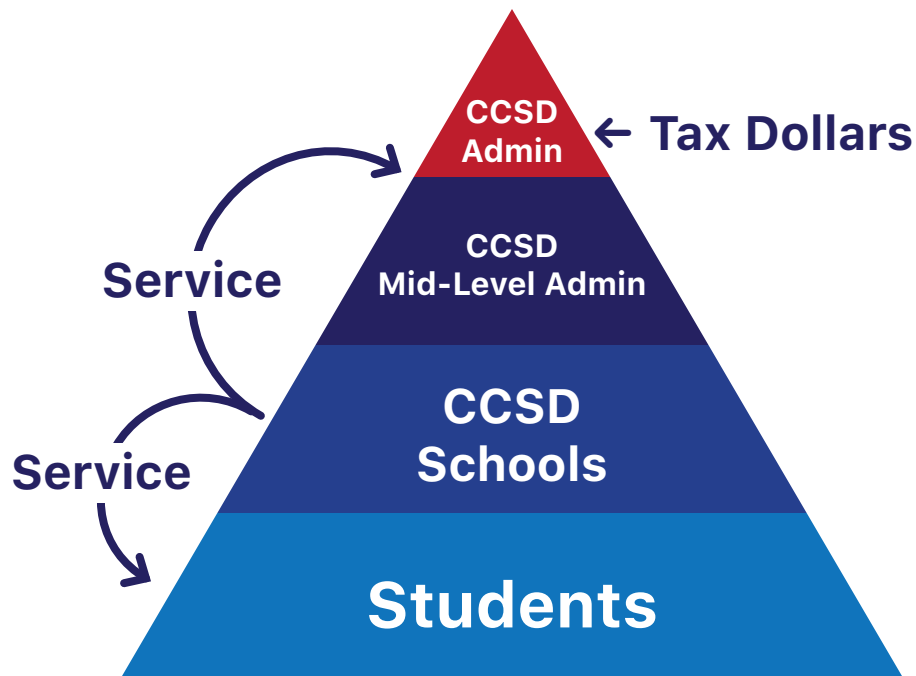 CCSD
Admin
Tax Dollars
CCSD
Mid-Level Admin
Service
CCSD
Schools
Service
Students